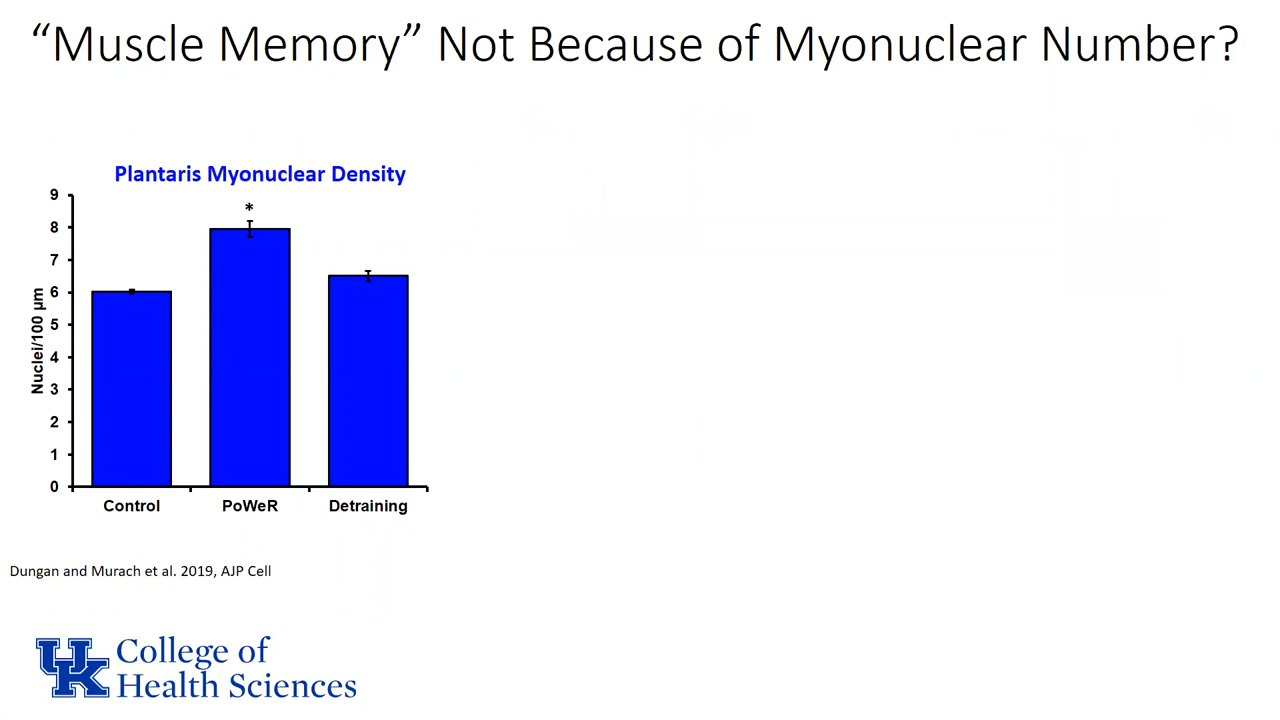 “Muscle Memory” Not Because of Myonuclear Number?
Plantaris Myonuclear Density
Nuclei/100 µm
9
8
7
6
5
4
3
2
1
0
*
Control PoWeR Detraining
Dungan and Murach et al. 2019, AJP Cell
UK
College of
Health Sciences